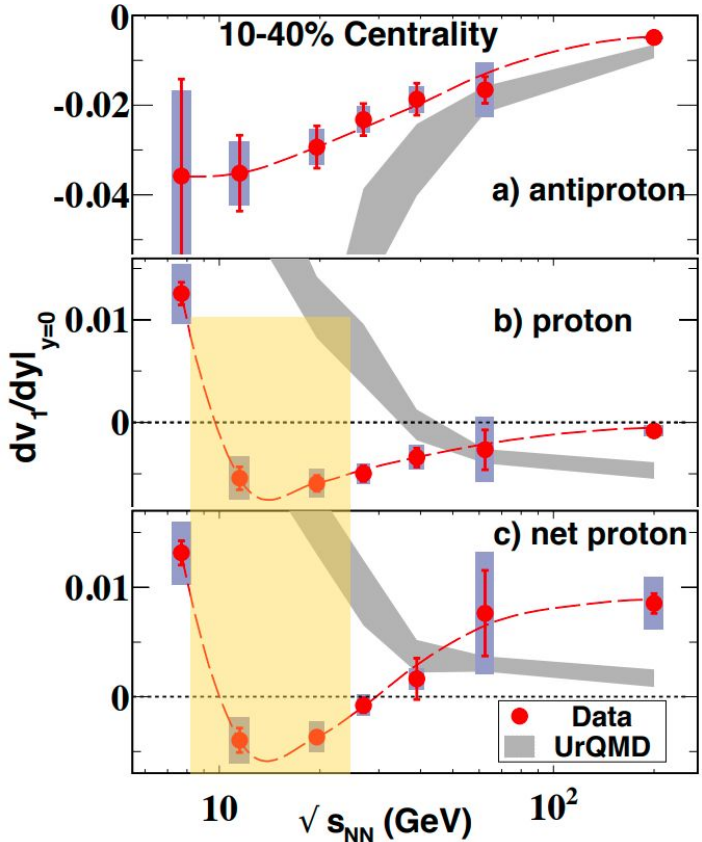 10-40% Centrality
0
-0.02
-0.04
a) antiproton
0.01
0
b) proton
dv₁/dy|y=0
0.01
0
c) net proton
Data
UrQMD
10
10²
√ sNN (GeV)